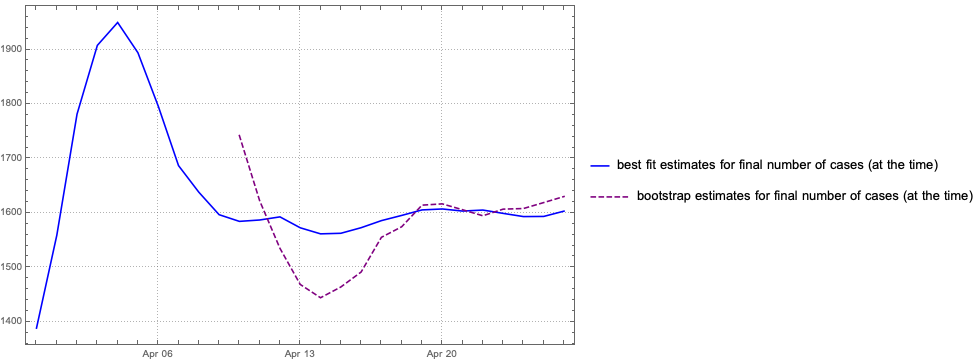 1900
1800
1700
1600
1500
1400
Apr 06
Apr 13
Apr 20
best fit estimates for final number of cases (at the time)
bootstrap estimates for final number of cases (at the time)